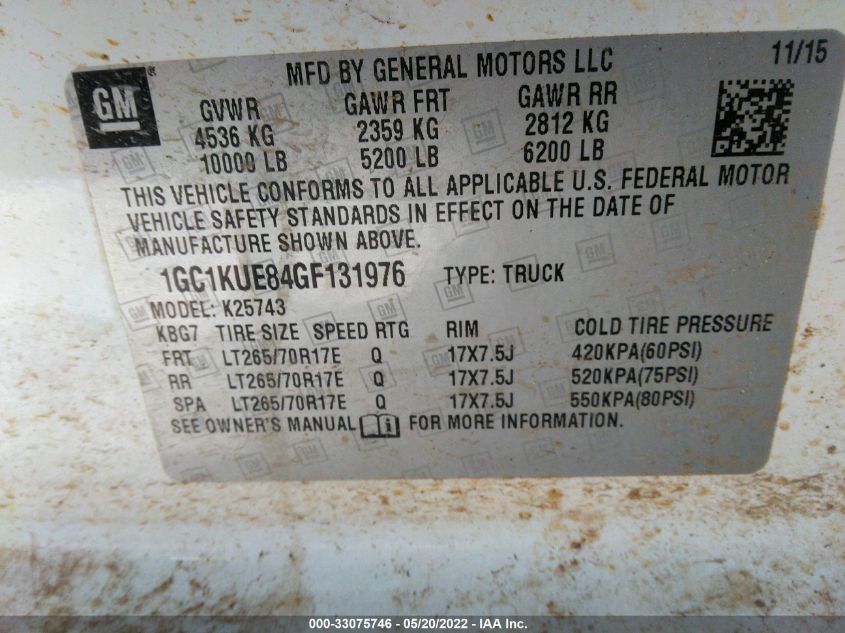 GM
MFD BY GENERAL MOTORS LLC 11/15
GVWR GAWR FRT GAWR RR
4536 KG 2359 KG 2812 KG
10000 LB 5200 LB 6200 LB
THIS VEHICLE CONFORMS TO ALL APPLICABLE U.S. FEDERAL MOTOR
VEHICLE SAFETY STANDARDS IN EFFECT ON THE DATE OF
MANUFACTURE SHOWN ABOVE.
1GC1KUE84GF131976 TYPE: TRUCK
MODEL: K25743
KBG7 TIRE SIZE SPEED RTG RIM COLD TIRE PRESSURE
FRT LT265/70R17E Q 17X7.5J 420KPA(60PSI)
RR LT265/70R17E Q 17X7.5J 520KPA(75PSI)
SPA LT265/70R17E Q 17X7.5J 550KPA(80PSI)
SEE OWNER'S MANUAL i FOR MORE INFORMATION.
000-33075746 - 05/20/2022 - IAA Inc.